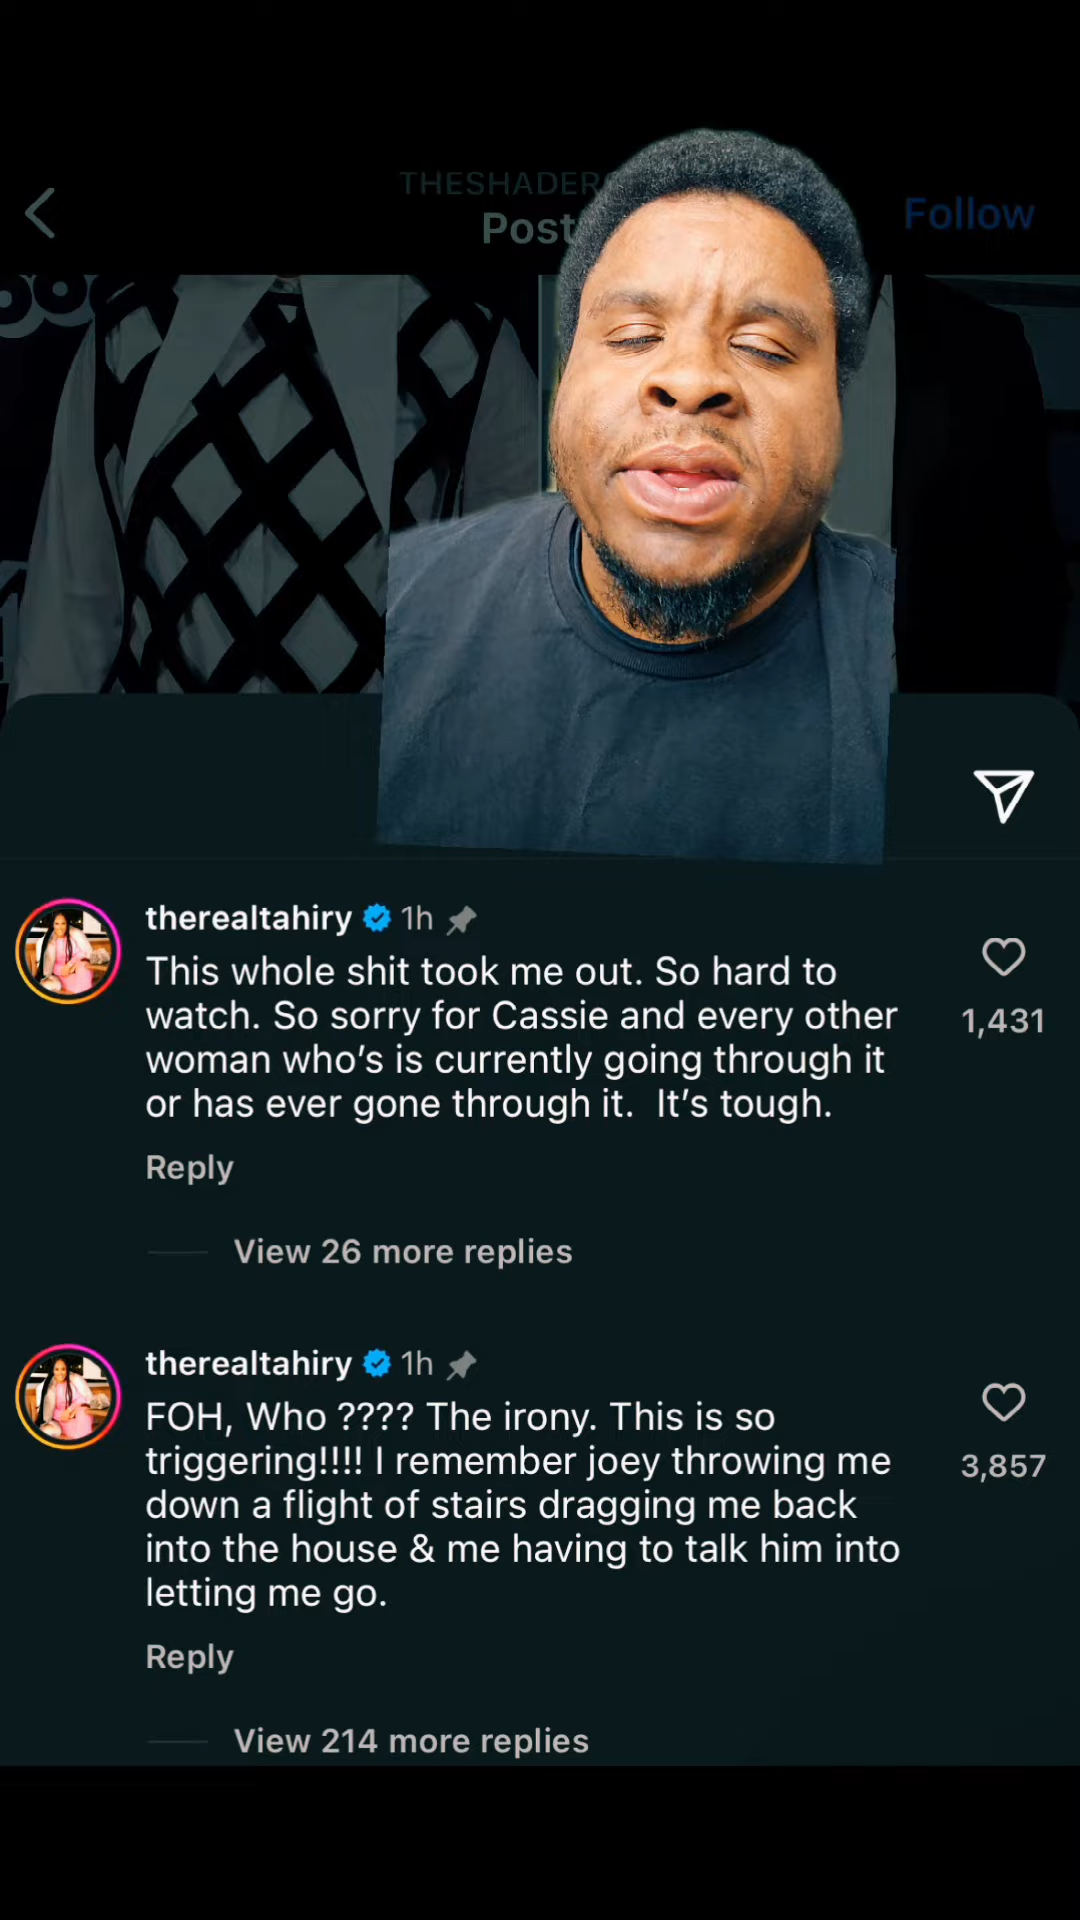 THESHADER
Post
Follow
therealtahiry 1h
This whole shit took me out. So hard to
watch. So sorry for Cassie and every other
woman who’s is currently going through it
or has ever gone through it.  It’s tough.
1,431
Reply
View 26 more replies
therealtahiry 1h
FOH, Who ???? The irony. This is so
triggering!!!! I remember joey throwing me
down a flight of stairs dragging me back
into the house & me having to talk him into
letting me go.
3,857
Reply
View 214 more replies